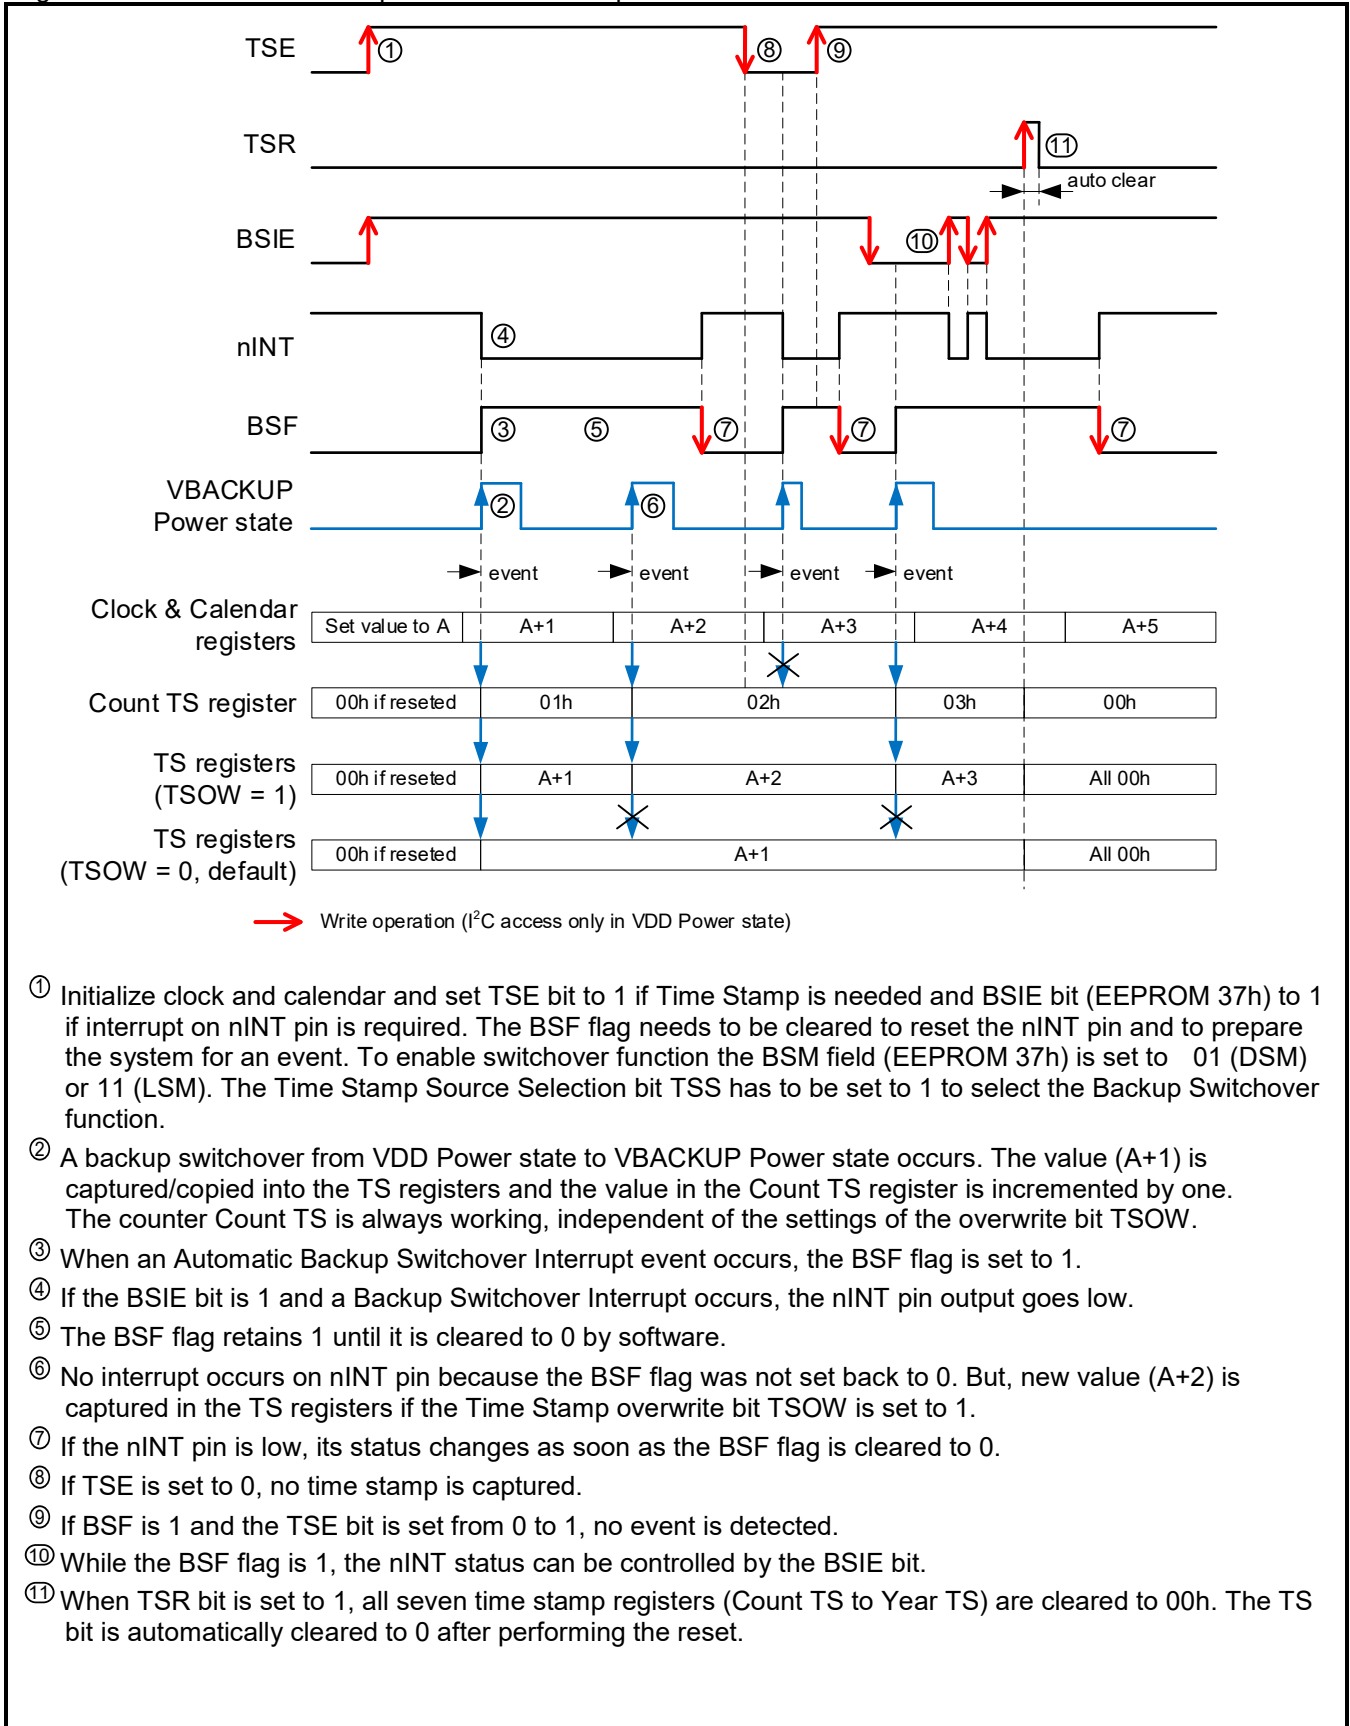 TSE ① ⑧ ⑨
TSR ⑪
auto clear
BSIE ⑩
nINT ④
BSF ③ ⑤ ⑦ ⑦ ⑦
VBACKUP
Power state ② ⑥
event event event event
Clock & Calendar
registers Set value to A A+1 A+2 A+3 A+4 A+5
Count TS register 00h if reseted 01h 02h 03h 00h
TS registers
(TSOW = 1) 00h if reseted A+1 A+2 A+3 All 00h
TS registers
(TSOW = 0, default) 00h if reseted A+1 All 00h
Write operation (I²C access only in VDD Power state)
① Initialize clock and calendar and set TSE bit to 1 if Time Stamp is needed and BSIE bit (EEPROM 37h) to 1
if interrupt on nINT pin is required. The BSF flag needs to be cleared to reset the nINT pin and to prepare
the system for an event. To enable switchover function the BSM field (EEPROM 37h) is set to 01 (DSM)
or 11 (LSM). The Time Stamp Source Selection bit TSS has to be set to 1 to select the Backup Switchover
function.
② A backup switchover from VDD Power state to VBACKUP Power state occurs. The value (A+1) is
captured/copied into the TS registers and the value in the Count TS register is incremented by one.
The counter Count TS is always working, independent of the settings of the overwrite bit TSOW.
③ When an Automatic Backup Switchover Interrupt event occurs, the BSF flag is set to 1.
④ If the BSIE bit is 1 and a Backup Switchover Interrupt occurs, the nINT pin output goes low.
⑤ The BSF flag retains 1 until it is cleared to 0 by software.
⑥ No interrupt occurs on nINT pin because the BSF flag was not set back to 0. But, new value (A+2) is
captured in the TS registers if the Time Stamp overwrite bit TSOW is set to 1.
⑦ If the nINT pin is low, its status changes as soon as the BSF flag is cleared to 0.
⑧ If TSE is set to 0, no time stamp is captured.
⑨ If BSF is 1 and the TSE bit is set from 0 to 1, no event is detected.
⑩ While the BSF flag is 1, the nINT status can be controlled by the BSIE bit.
⑪ When TSR bit is set to 1, all seven time stamp registers (Count TS to Year TS) are cleared to 00h. The TS
bit is automatically cleared to 0 after performing the reset.